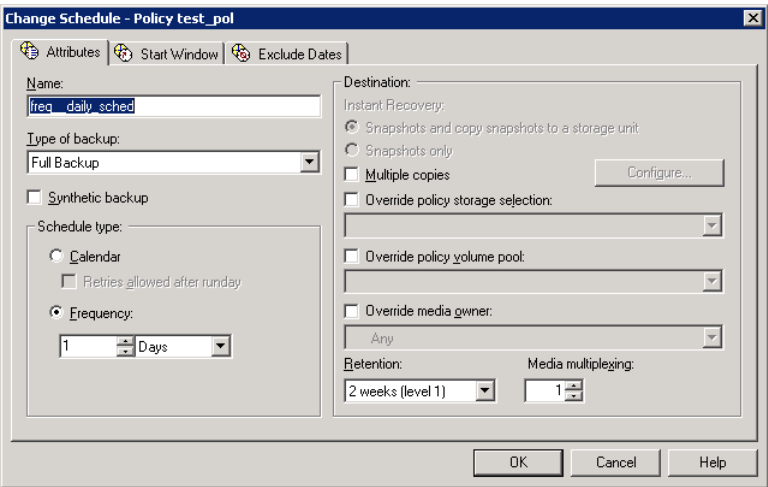 Change Schedule - Policy test_pol
Attributes
Start Window
Exclude Dates
Name:
freq__daily_sched
Type of backup:
Full Backup
Synthetic backup
Schedule type:
Calendar
Retries allowed after runday
Frequency:
1 Days
Destination:
Instant Recovery:
Snapshots and copy snapshots to a storage unit
Snapshots only
Multiple copies
Configure...
Override policy storage selection:
Override policy volume pool:
Override media owner:
Any
Retention:
Media multiplexing:
2 weeks (level 1)
1
OK
Cancel
Help